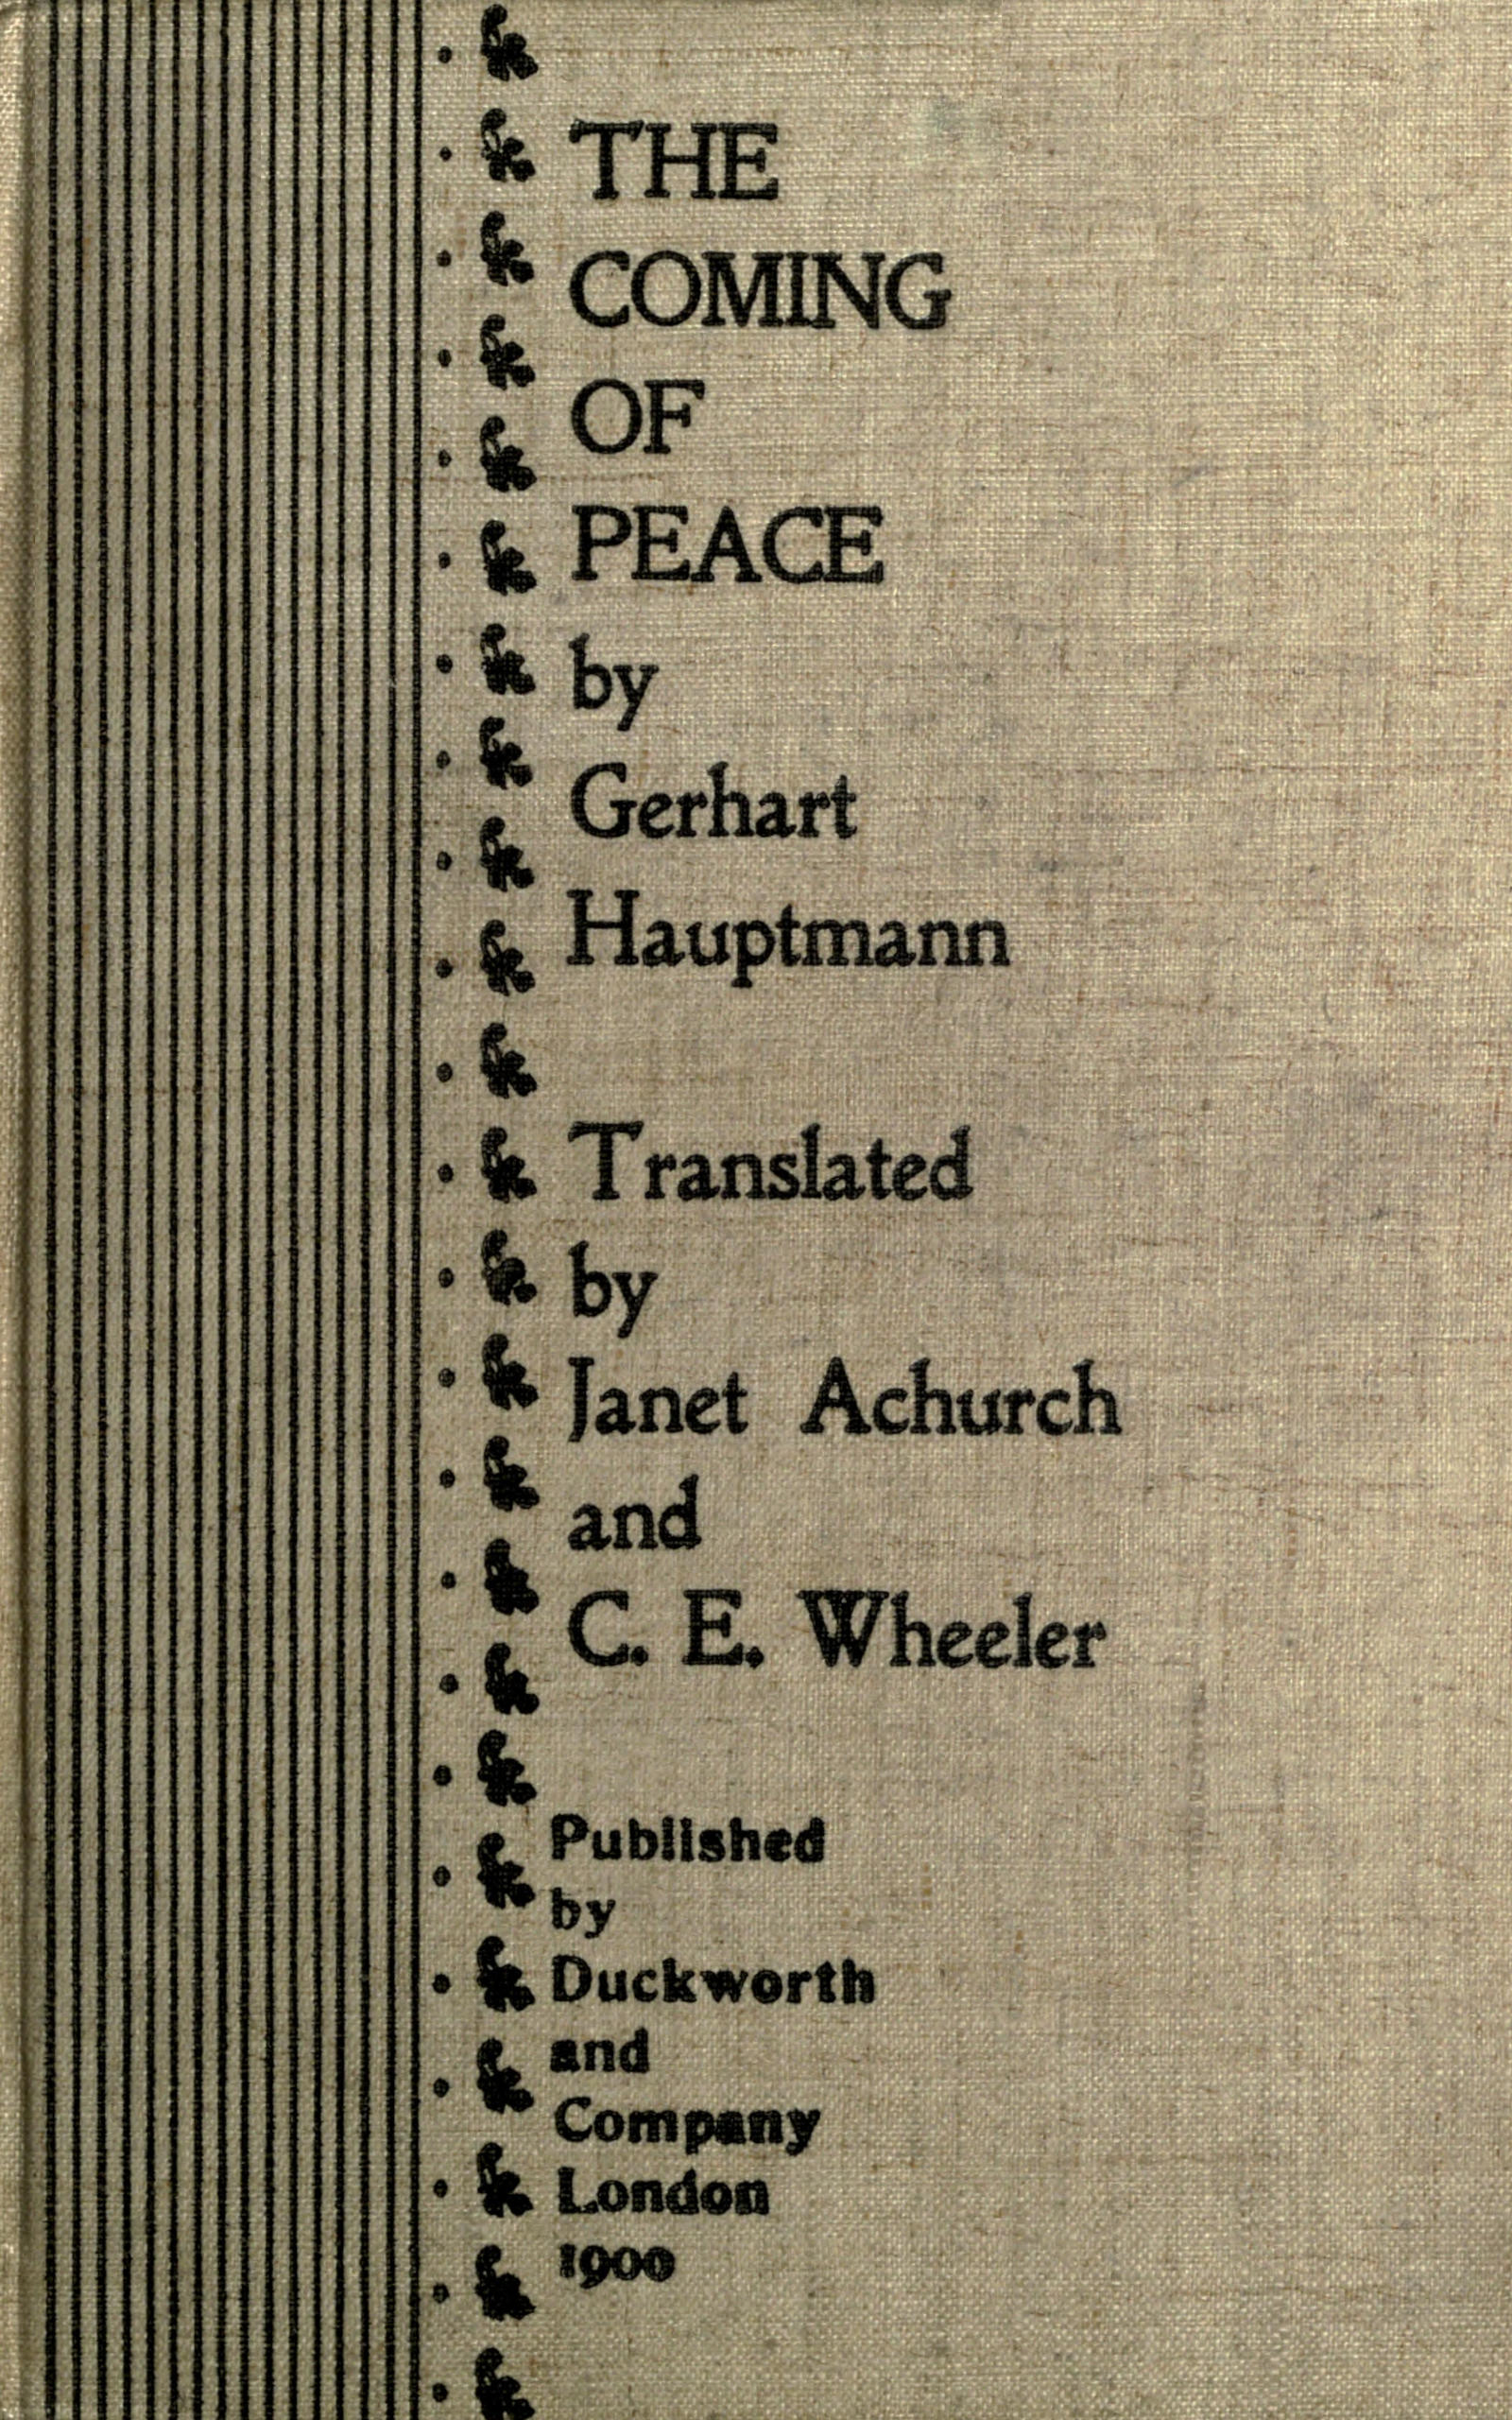 THE
COMING
OF
PEACE
by
Gerhart
Hauptmann
Translated
by
Janet Achurch
and
C. E. Wheeler
Published
by
Duckworth
and
Company
London
1900